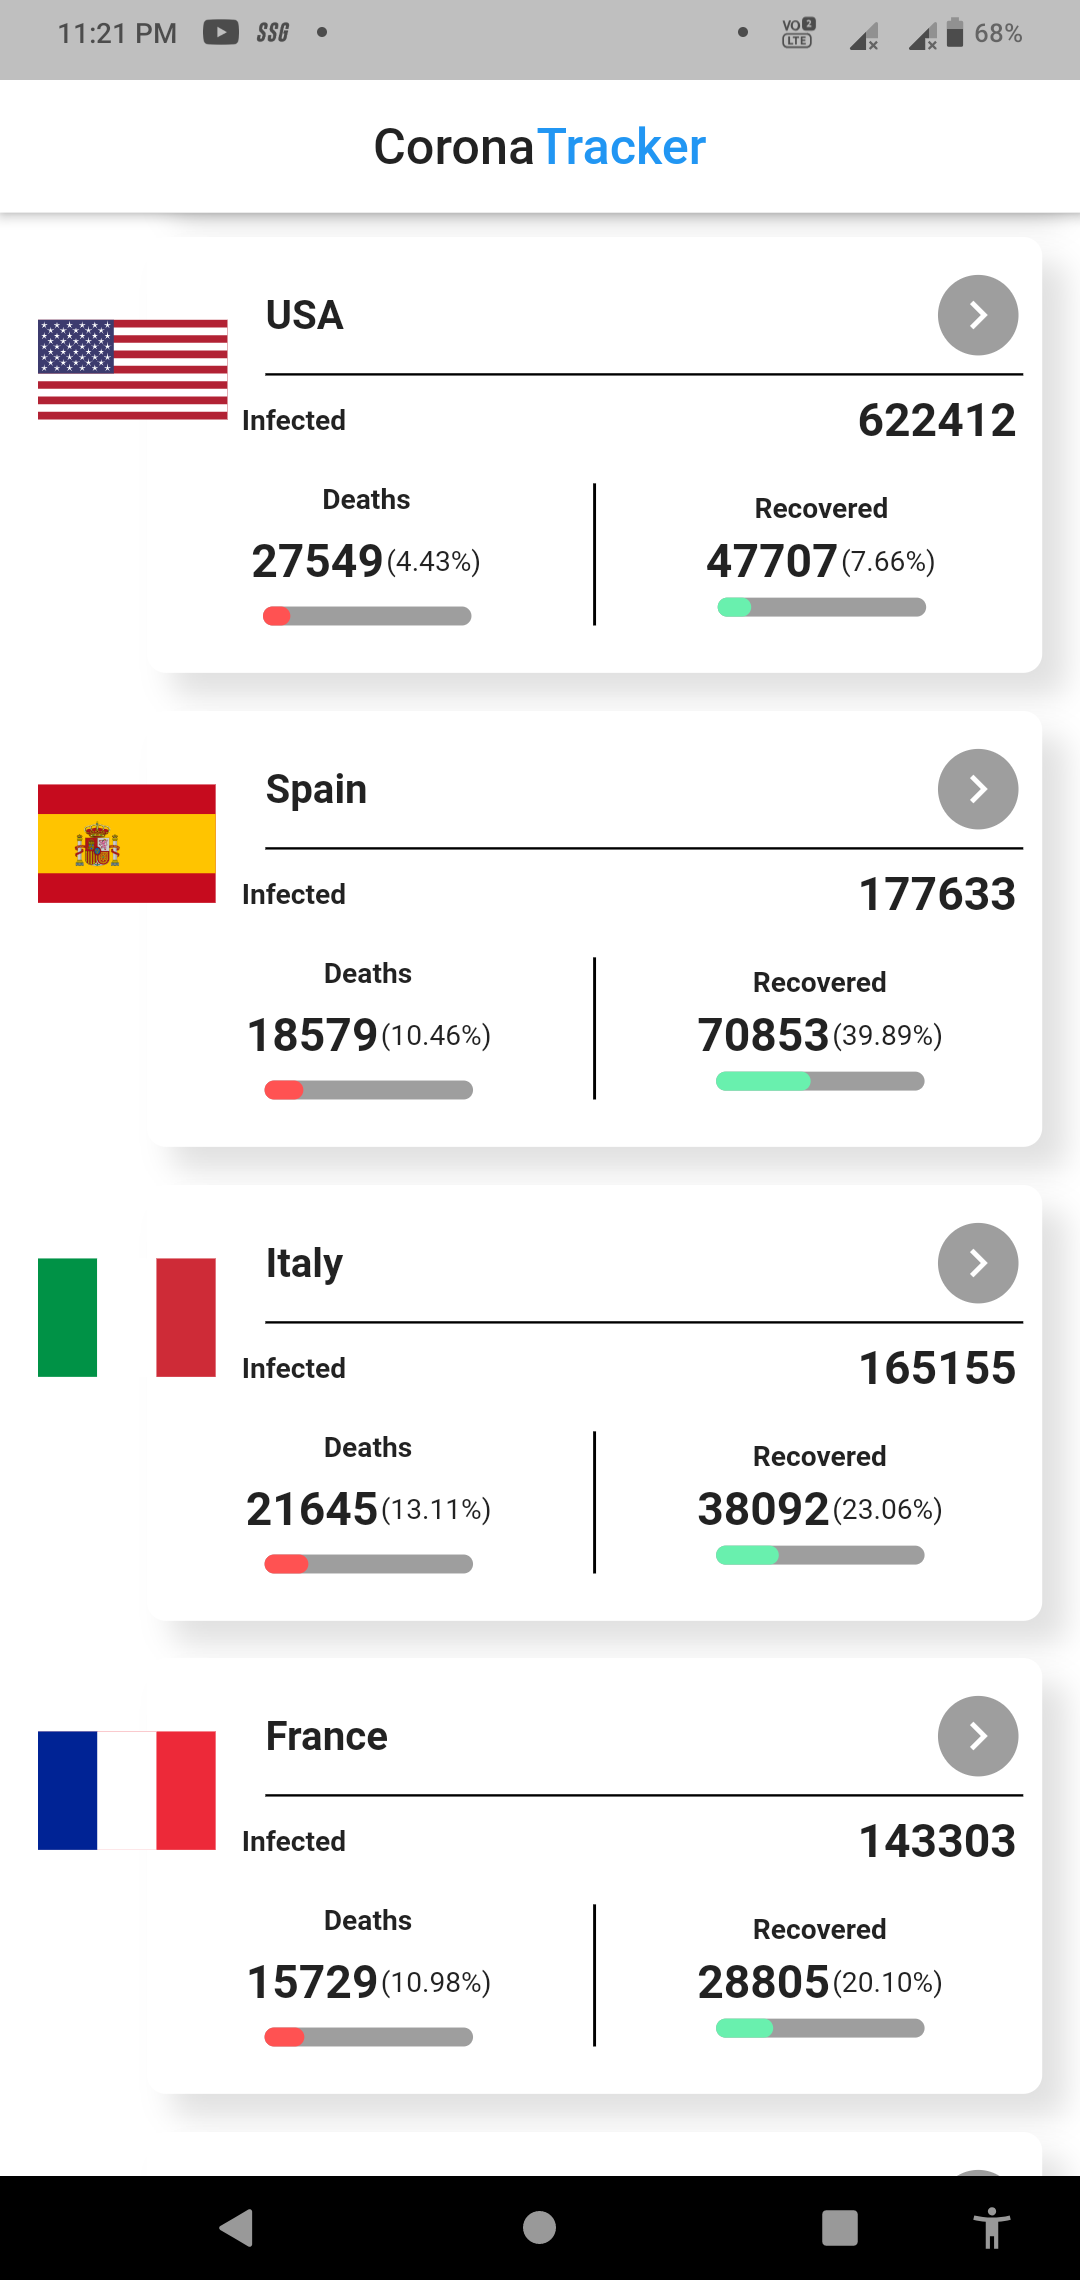 11:21 PM SSG VO 2 LTE 68%
CoronaTracker
USA
Infected 622412
Deaths Recovered
27549(4.43%) 47707(7.66%)
Spain
Infected 177633
Deaths Recovered
18579(10.46%) 70853(39.89%)
Italy
Infected 165155
Deaths Recovered
21645(13.11%) 38092(23.06%)
France
Infected 143303
Deaths Recovered
15729(10.98%) 28805(20.10%)